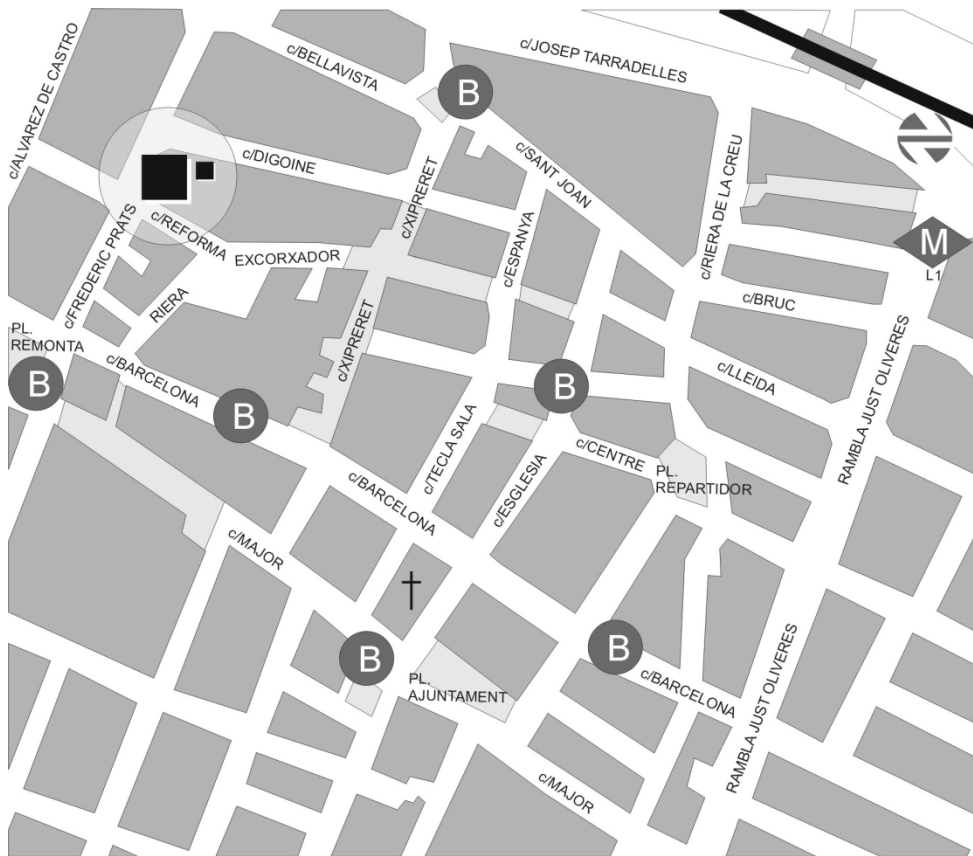 c/BELLAVISTA
c/JOSEP TARRADELLES
c/ALVAREZ DE CASTRO
B
c/DIGOINE
c/SANT JOAN
c/XIPRERET
c/ESPANYA
c/RIERA DE LA CREU
M
L1
c/REFORMA
EXCORXADOR
c/FREDERIC PRATS
RIERA
c/BRUC
PL.
REMONTA
B
c/BARCELONA
B
c/XIPRERET
B
c/LLEIDA
RAMBLA JUST OLIVERES
c/TECLA SALA
c/CENTRE
PL.
REPARTIDOR
c/BARCELONA
c/ESGLESIA
c/MAJOR
B
PL.
AJUNTAMENT
B
c/BARCELONA
RAMBLA JUST OLIVERES
c/MAJOR